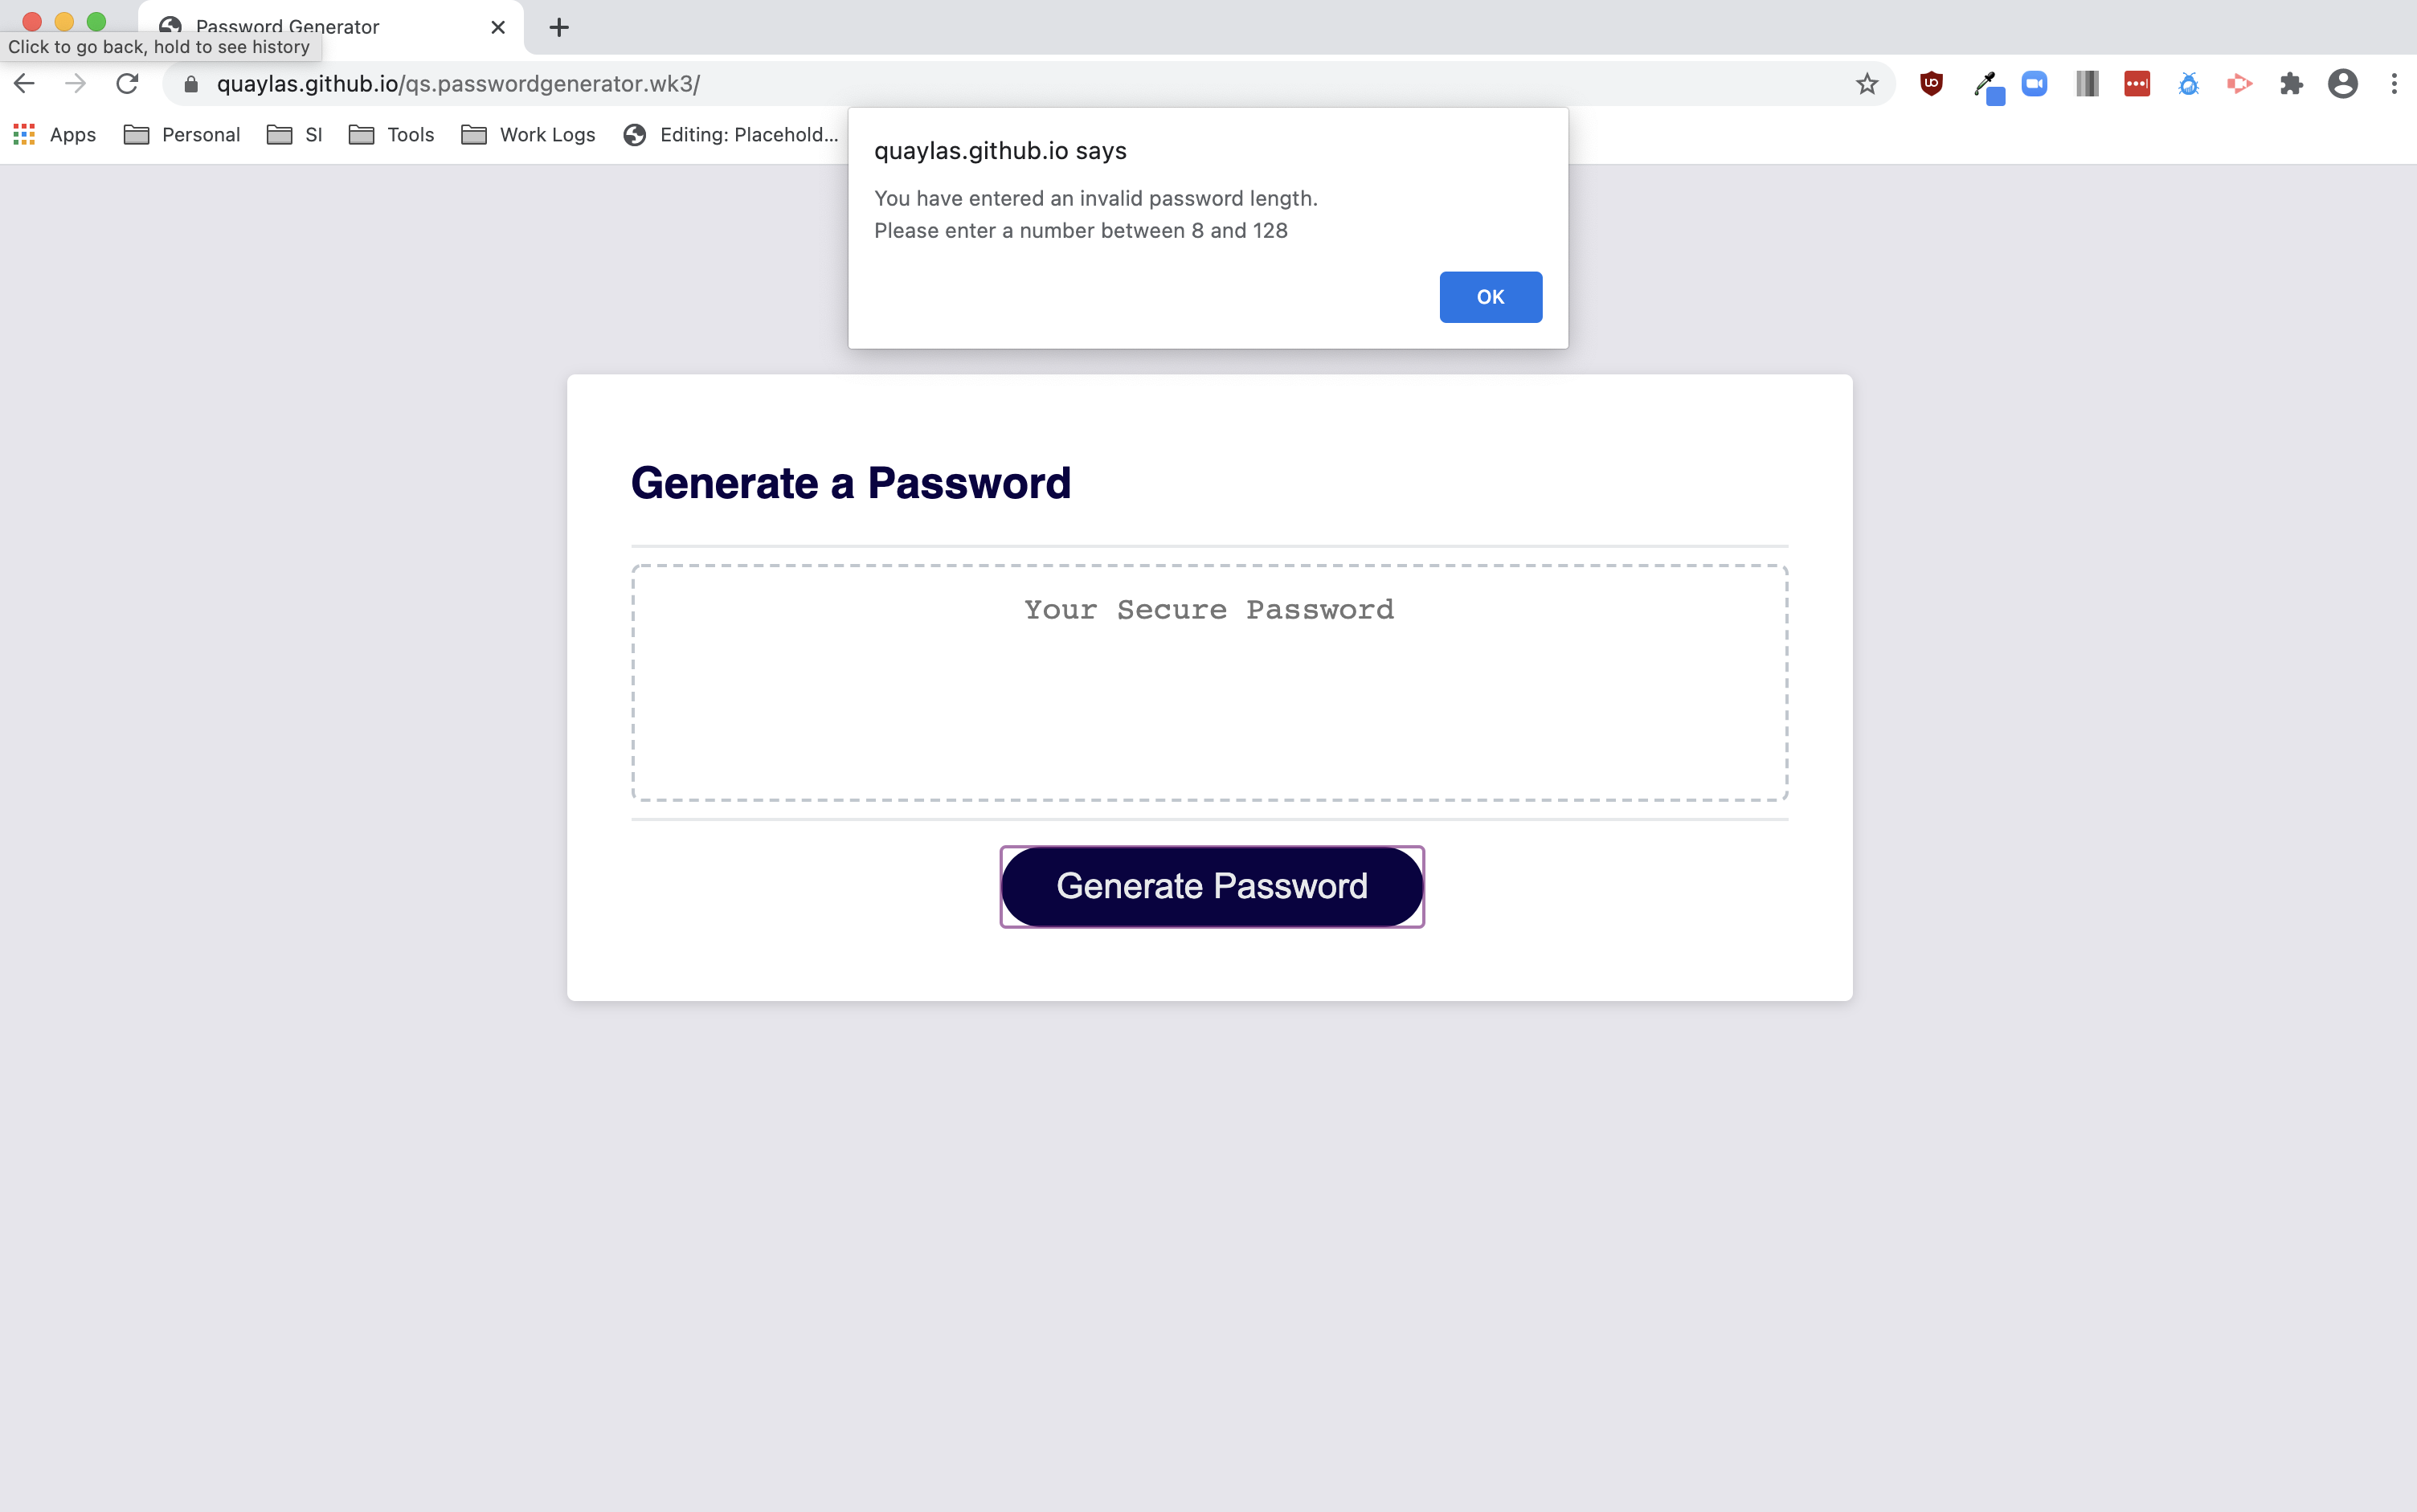 Password Generator
Click to go back, hold to see history
quaylas.github.io/qs.passwordgenerator.wk3/
Apps
Personal
SI
Tools
Work Logs
Editing: Placehold...
quaylas.github.io says
You have entered an invalid password length.
Please enter a number between 8 and 128
OK
Generate a Password
Your Secure Password
Generate Password